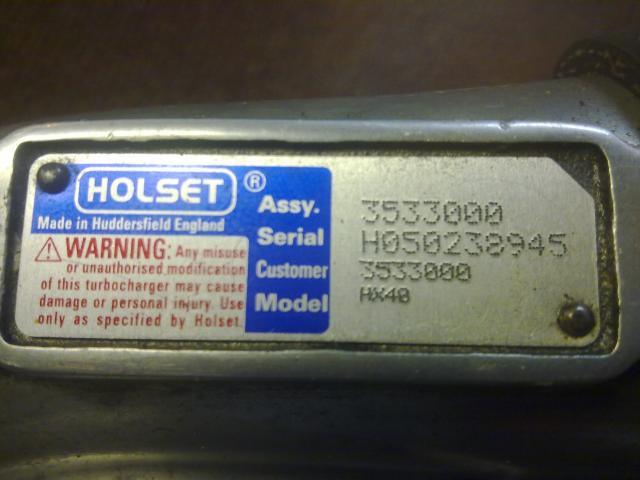 HOLSET ®
Made in Huddersfield England
⚠ WARNING: Any misuse
or unauthorised modification
of this turbocharger may cause
damage or personal injury. Use
only as specified by Holset.
Assy. 3533000
Serial H050238945
Customer 3533000
Model HX40